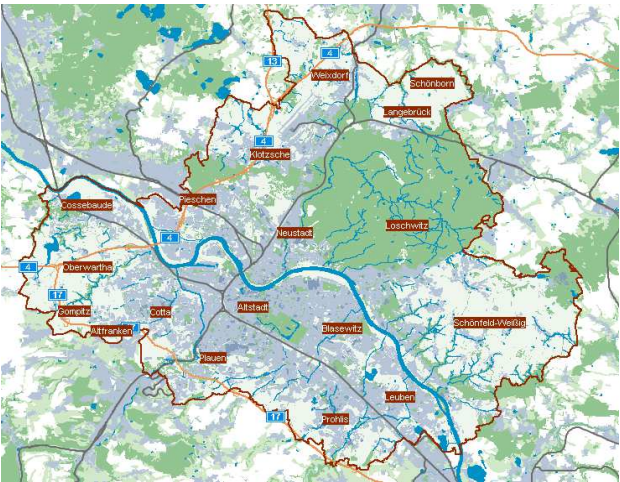 13
4
Weixdorf
Schönborn
Langebrück
4
Klotzsche
Pieschen
Cossebaude
Loschwitz
Neustadt
4
Oberwartha
4
17
Altstadt
Gompitz
Cotta
Schönfeld-Weißig
Altfranken
Blasewitz
Plauen
Leuben
17
Prohlis